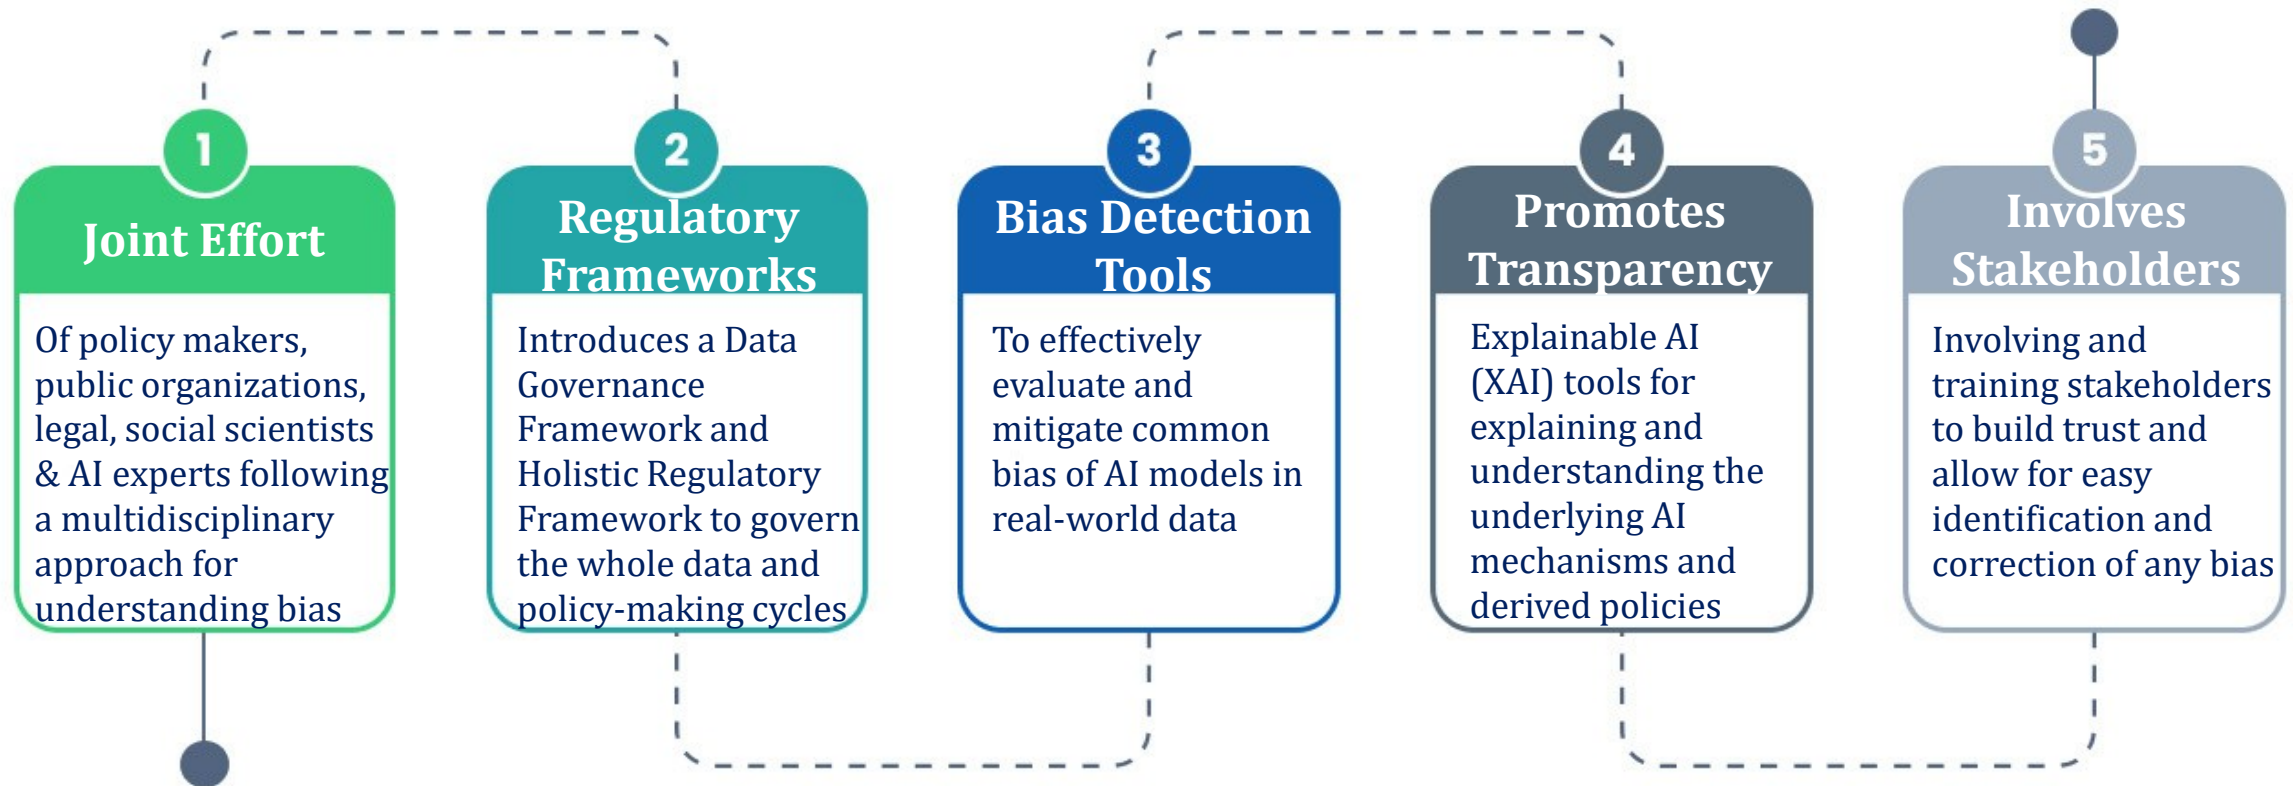 1
Joint Effort
Of policy makers,
public organizations,
legal, social scientists
& AI experts following
a multidisciplinary
approach for
understanding bias
2
Regulatory
Frameworks
Introduces a Data
Governance
Framework and
Holistic Regulatory
Framework to govern
the whole data and
policy-making cycles
3
Bias Detection
Tools
To effectively
evaluate and
mitigate common
bias of AI models in
real-world data
4
Promotes
Transparency
Explainable AI
(XAI) tools for
explaining and
understanding the
underlying AI
mechanisms and
derived policies
5
Involves
Stakeholders
Involving and
training stakeholders
to build trust and
allow for easy
identification and
correction of any bias